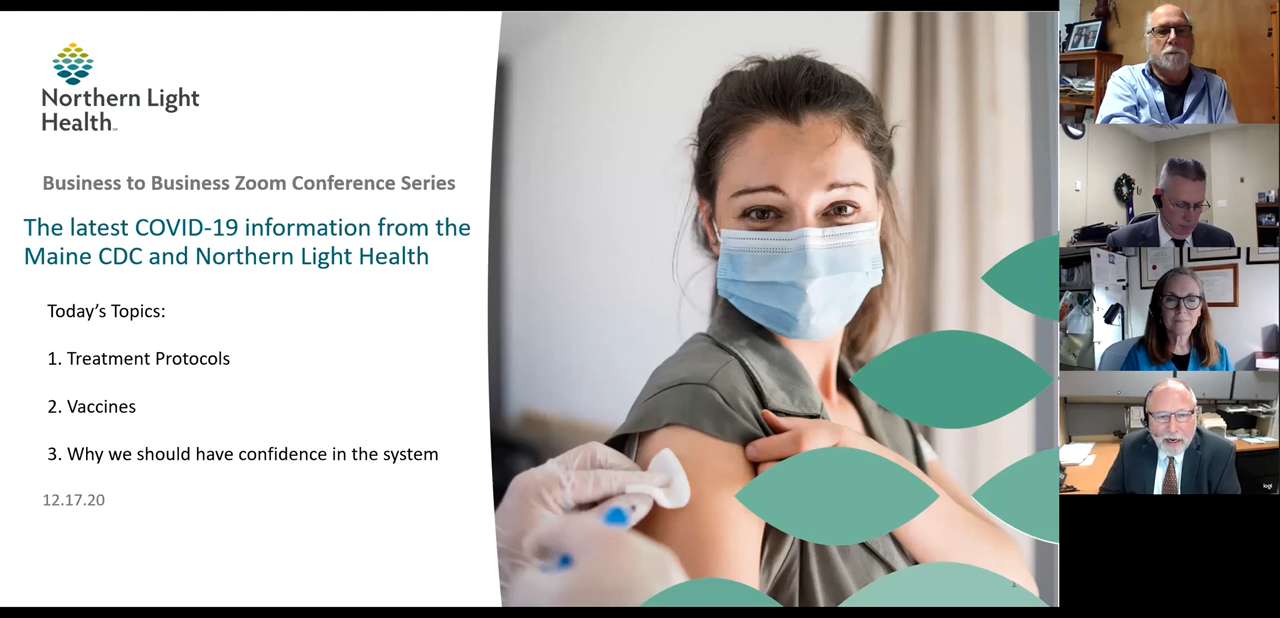 Northern Light
Health
Business to Business Zoom Conference Series
The latest COVID-19 information from the
Maine CDC and Northern Light Health
Today's Topics:
1. Treatment Protocols
2. Vaccines
3. Why we should have confidence in the system
12.17.20
1
logi